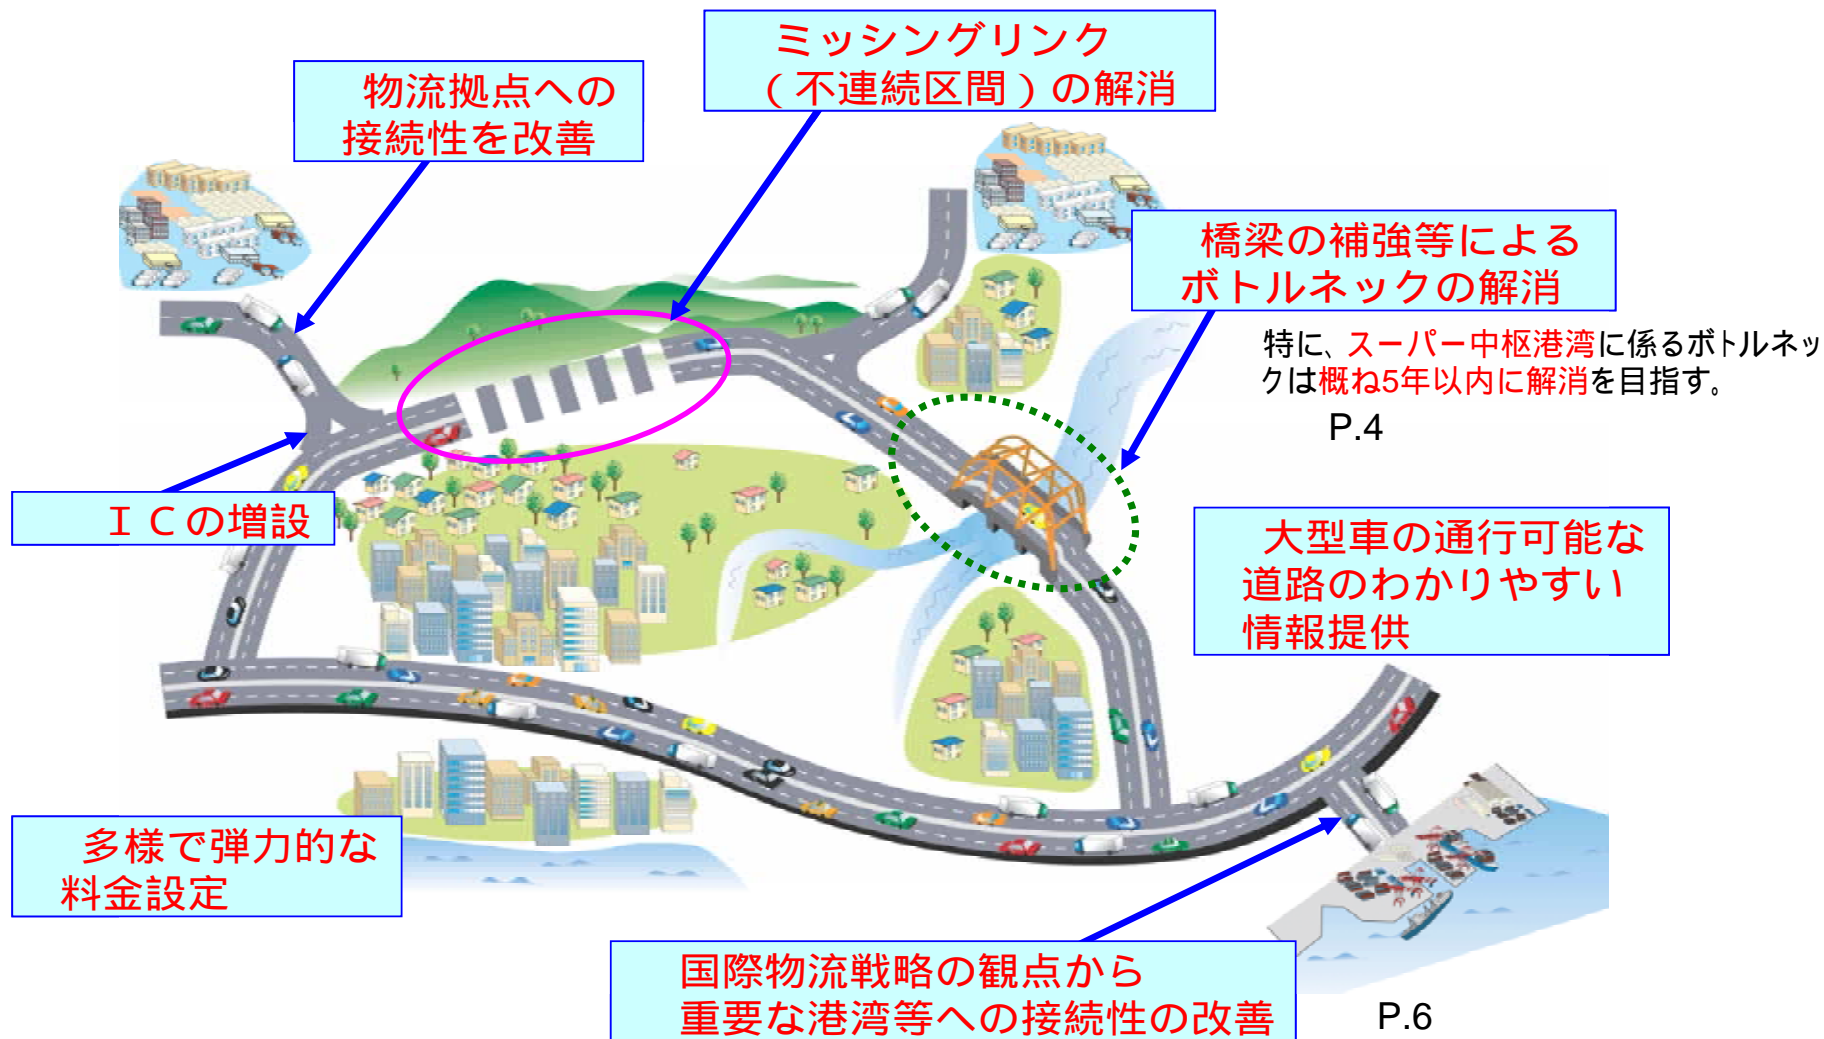 ミッシングリンク
（不連続区間）の解消
物流拠点への
接続性を改善
橋梁の補強等による
ボトルネックの解消
特に、スーパー中枢港湾に係るボトルネッ
クは概ね5年以内に解消を目指す。
P.4
ＩＣの増設
大型車の通行可能な
道路のわかりやすい
情報提供
多様で弾力的な
料金設定
国際物流戦略の観点から
重要な港湾等への接続性の改善
P.6